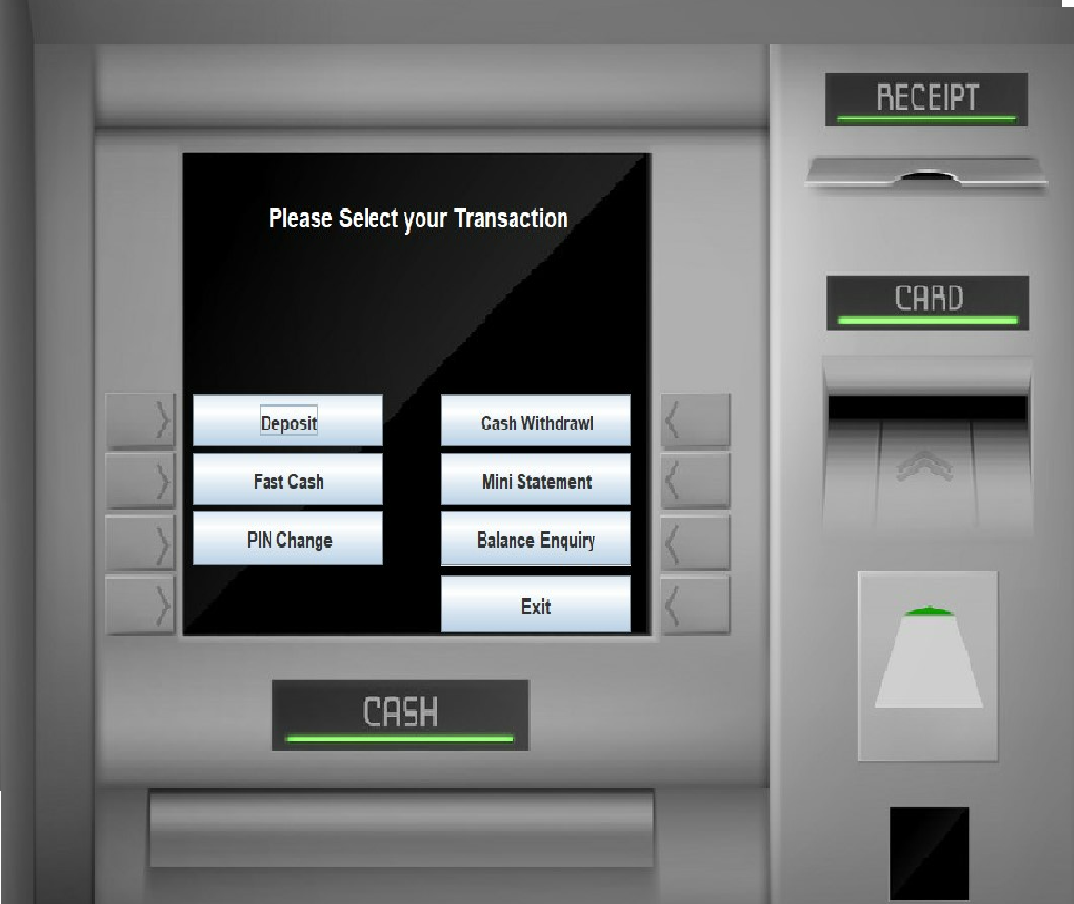 RECEIPT
Please Select your Transaction
CARD
Deposit
Cash Withdrawl
Fast Cash
Mini Statement
PIN Change
Balance Enquiry
Exit
CASH